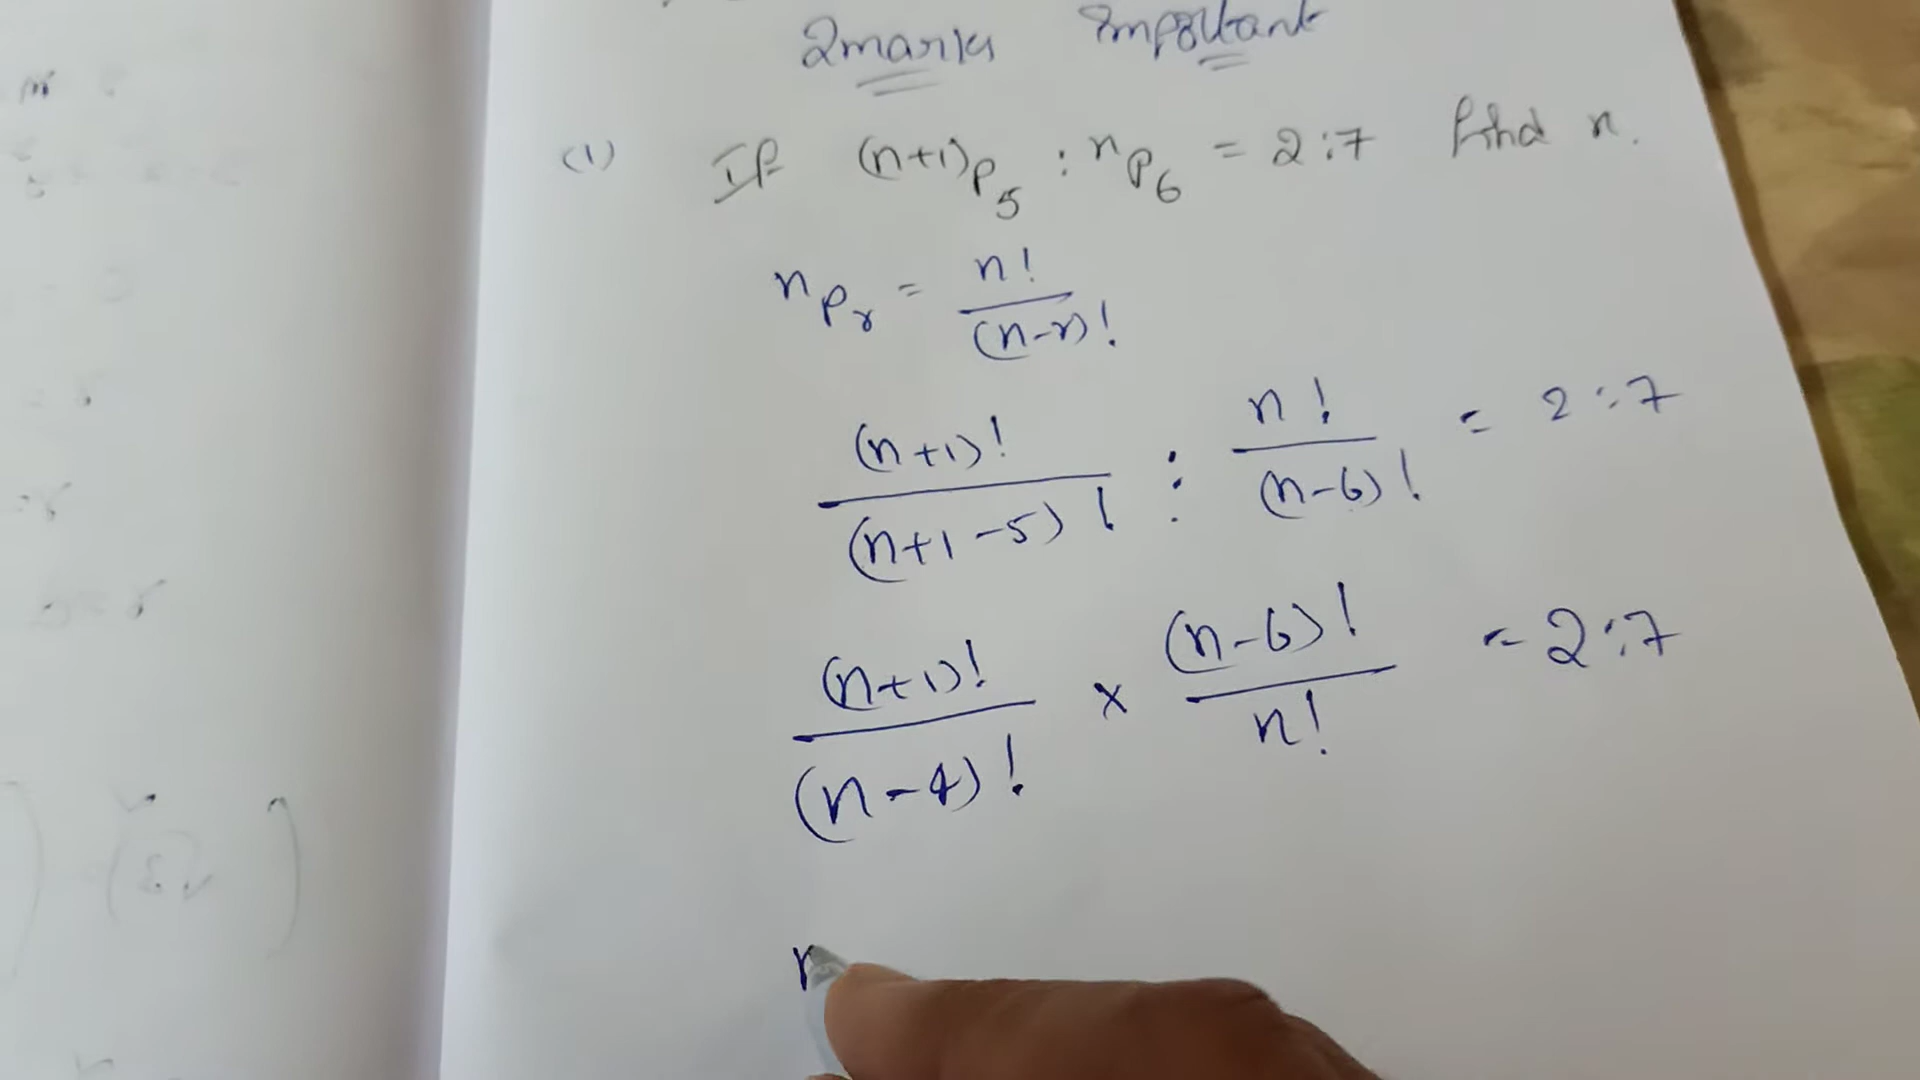 2marks Important
(1) If (n+1)P5 : nP6 = 2:7 find n.
nPr = n!/(n-r)!
(n+1)!/(n+1-5)! : n!/(n-6)! = 2:7
(n+1)!/(n-4)! × (n-6)!/n! = 2:7